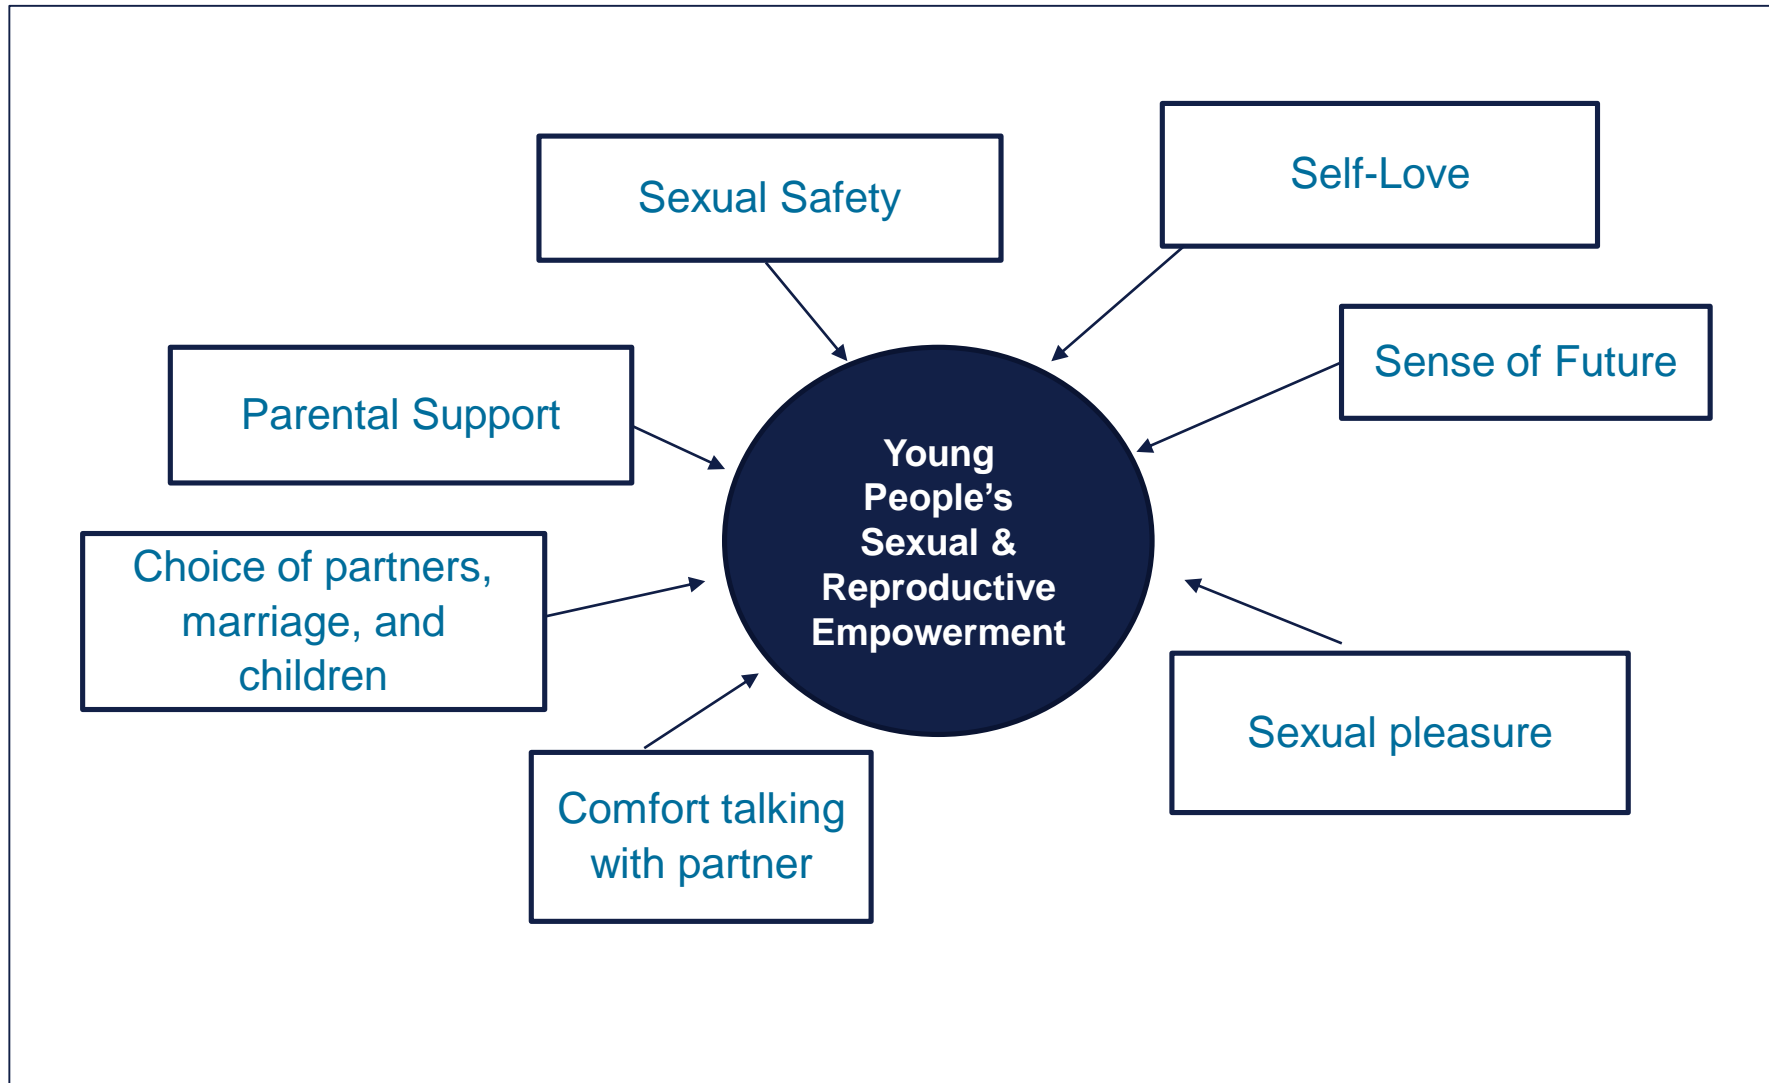 Sexual Safety
Self-Love
Sense of Future
Parental Support
Young
People’s
Sexual &
Reproductive
Empowerment
Choice of partners,
marriage, and
children
Sexual pleasure
Comfort talking
with partner